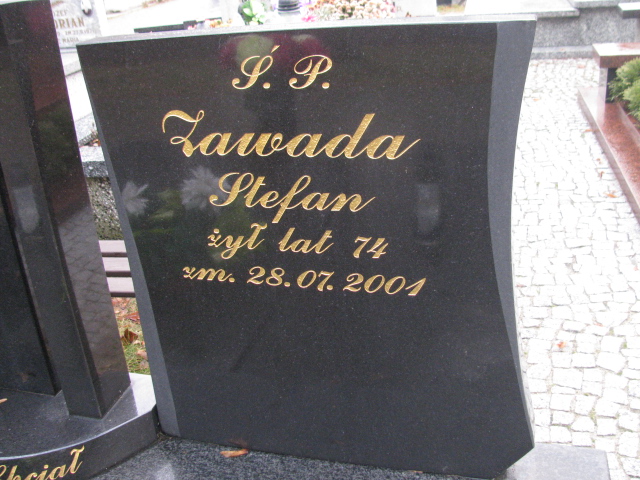 Ś. P.
Zawada
Stefan
żył lat 74
zm. 28.07.2001